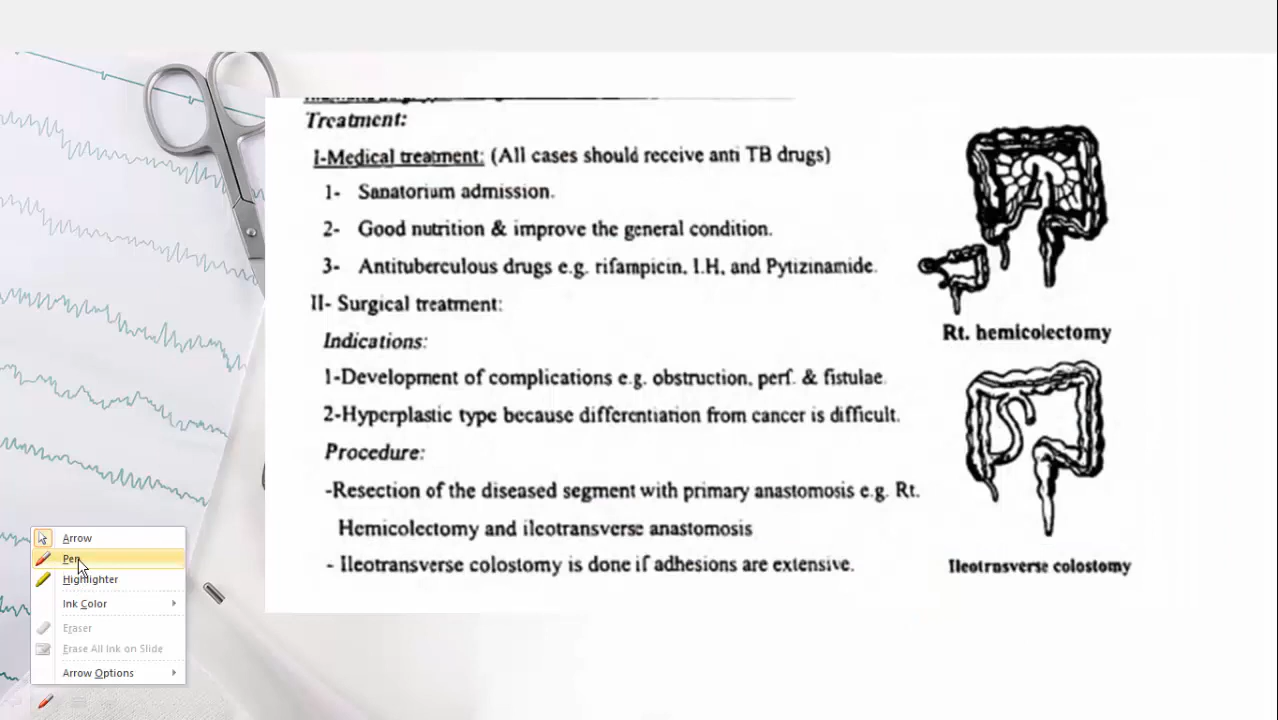 Treatment:
I-Medical treatment: (All cases should receive anti TB drugs)
1- Sanatorium admission.
2- Good nutrition & improve the general condition.
3- Antituberculous drugs e.g. rifampicin, I.H, and Pytizinamide.
II- Surgical treatment:
Indications:
1-Development of complications e.g. obstruction, perf. & fistulae.
2-Hyperplastic type because differentiation from cancer is difficult.
Procedure:
-Resection of the diseased segment with primary anastomosis e.g. Rt.
Hemicolectomy and ileotransverse anastomosis
- Ileotransverse colostomy is done if adhesions are extensive.
Rt. hemicolectomy
Ileotrnsverse colostomy
Arrow
Pen
Highlighter
Ink Color
Eraser
Erase All Ink on Slide
Arrow Options